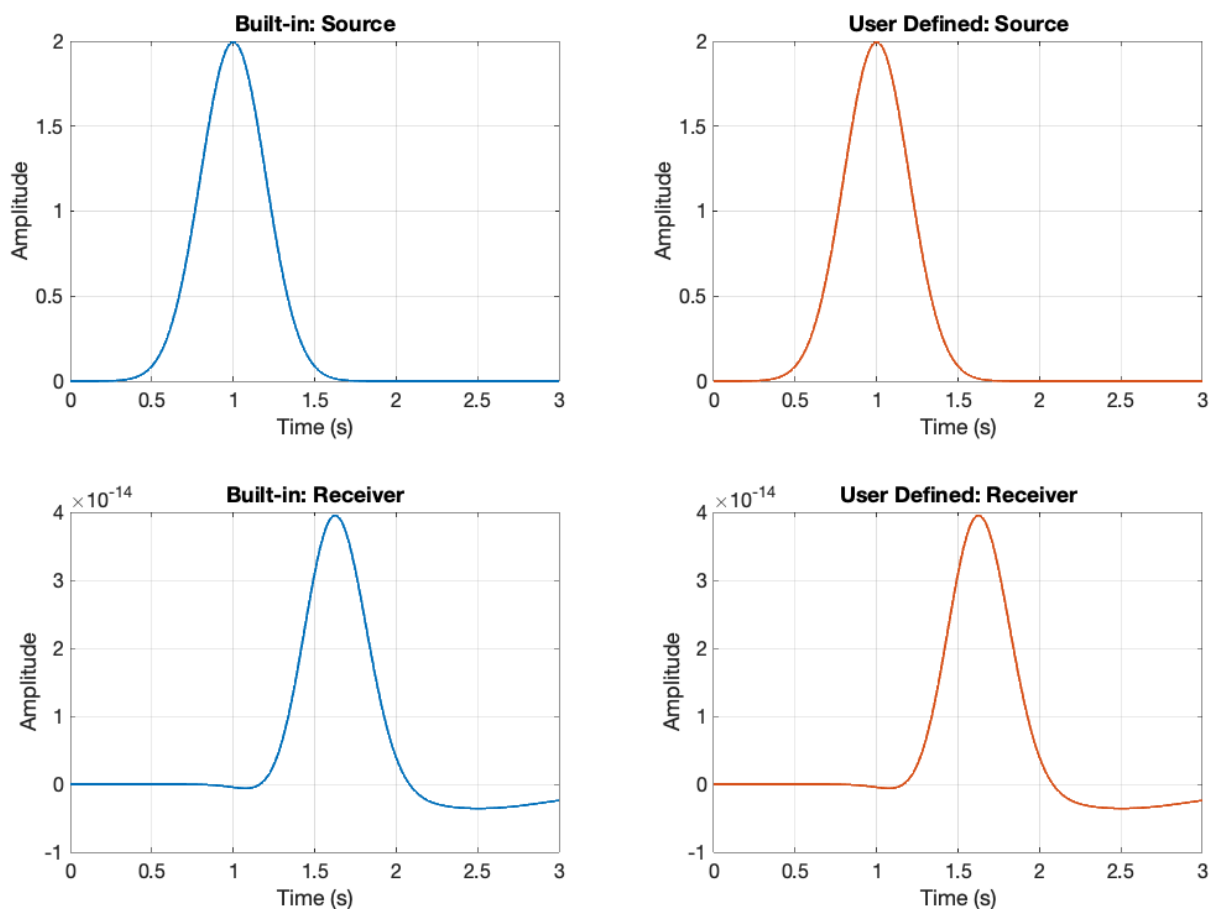 Built-in: Source
Amplitude
2
1.5
1
0.5
0
0 0.5 1 1.5 2 2.5 3
Time (s)
User Defined: Source
Amplitude
2
1.5
1
0.5
0
0 0.5 1 1.5 2 2.5 3
Time (s)
×10-14
Built-in: Receiver
Amplitude
4
3
2
1
0
-1
0 0.5 1 1.5 2 2.5 3
Time (s)
×10-14
User Defined: Receiver
Amplitude
4
3
2
1
0
-1
0 0.5 1 1.5 2 2.5 3
Time (s)